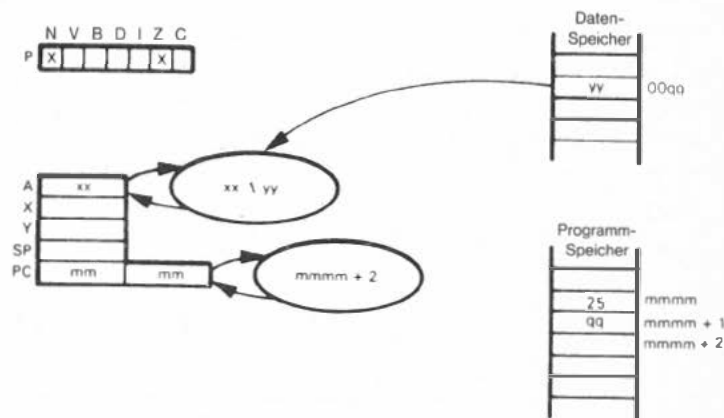 N V B D I Z C
P X X
Daten-
Speicher
yy 00qq
A xx
xx \ yy
X
Y
SP
PC mm mm
mmmm + 2
Programm-
Speicher
25 mmmm
qq mmmm + 1
mmmm + 2